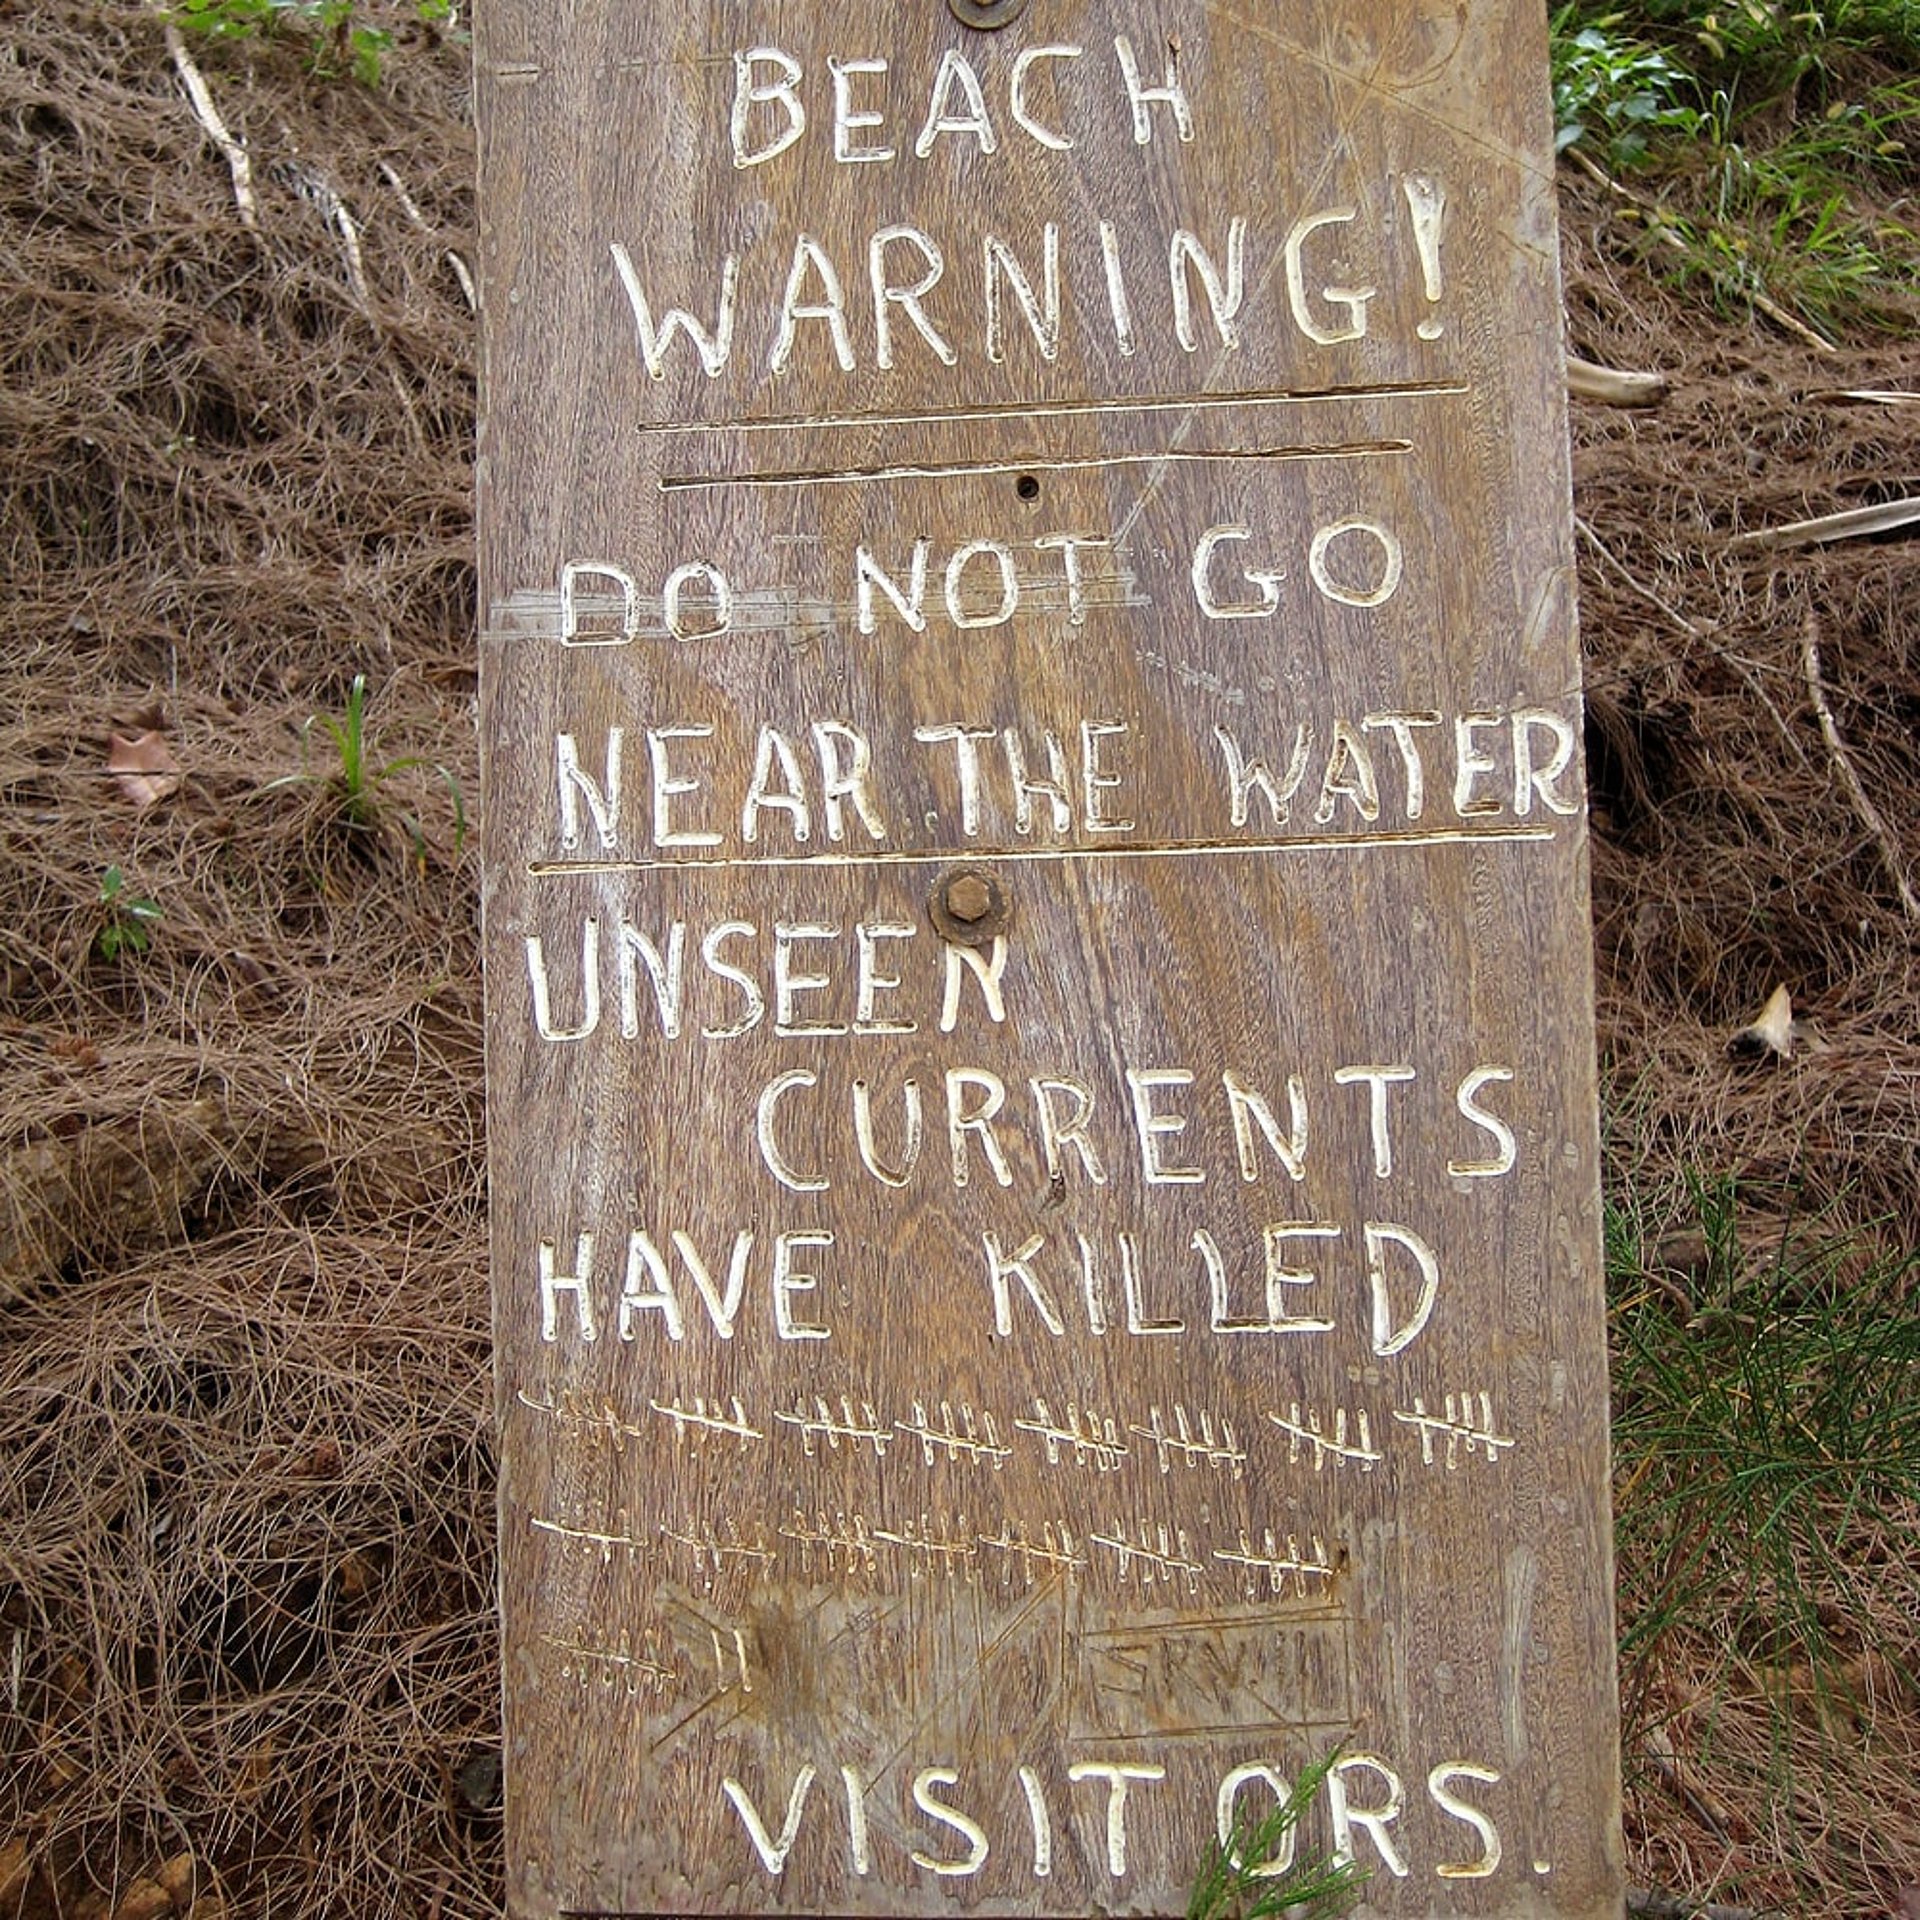 BEACH
WARNING!
DO NOT GO
NEAR THE WATER
UNSEEN
CURRENTS
HAVE KILLED
VISITORS.